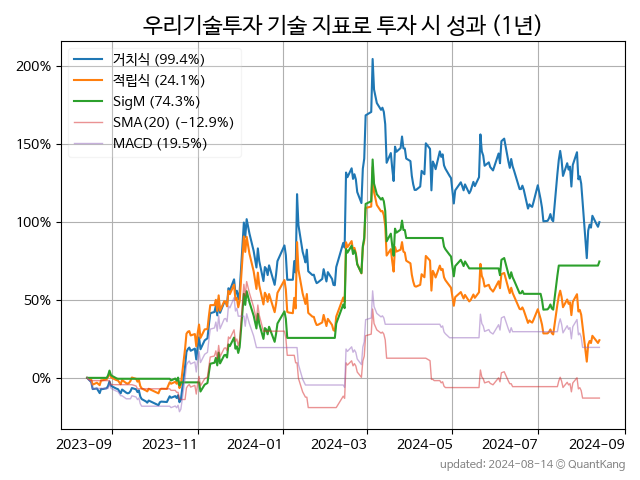 우리기술투자 기술 지표로 투자 시 성과 (1년)
거치식 (99.4%)
적립식 (24.1%)
SigM (74.3%)
SMA(20) (-12.9%)
MACD (19.5%)
200%
150%
100%
50%
0%
2023-09 2023-11 2024-01 2024-03 2024-05 2024-07 2024-09
updated: 2024-08-14 @ QuantKang